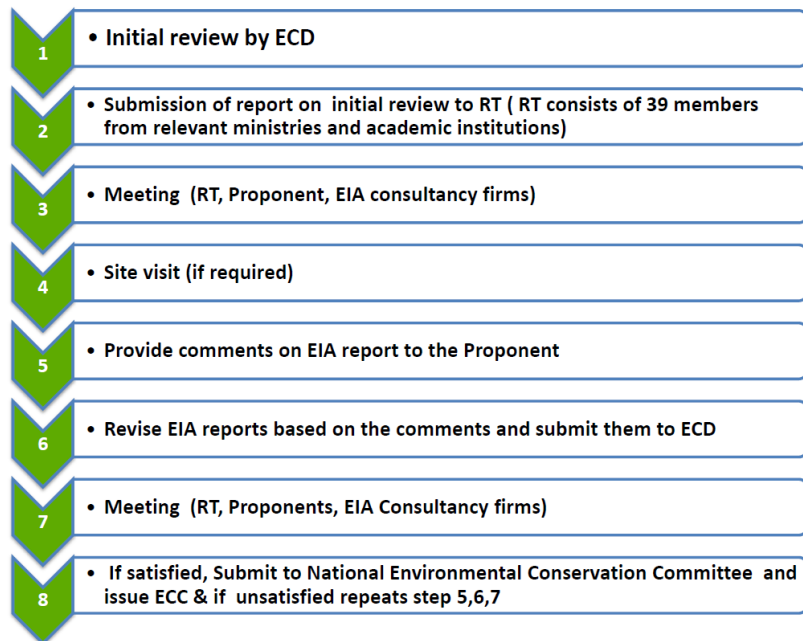 1
• Initial review by ECD
2
• Submission of report on initial review to RT ( RT consists of 39 members
from relevant ministries and academic institutions)
3
• Meeting (RT, Proponent, EIA consultancy firms)
4
• Site visit (if required)
5
• Provide comments on EIA report to the Proponent
6
• Revise EIA reports based on the comments and submit them to ECD
7
• Meeting (RT, Proponents, EIA Consultancy firms)
8
• If satisfied, Submit to National Environmental Conservation Committee and
issue ECC & if unsatisfied repeats step 5,6,7